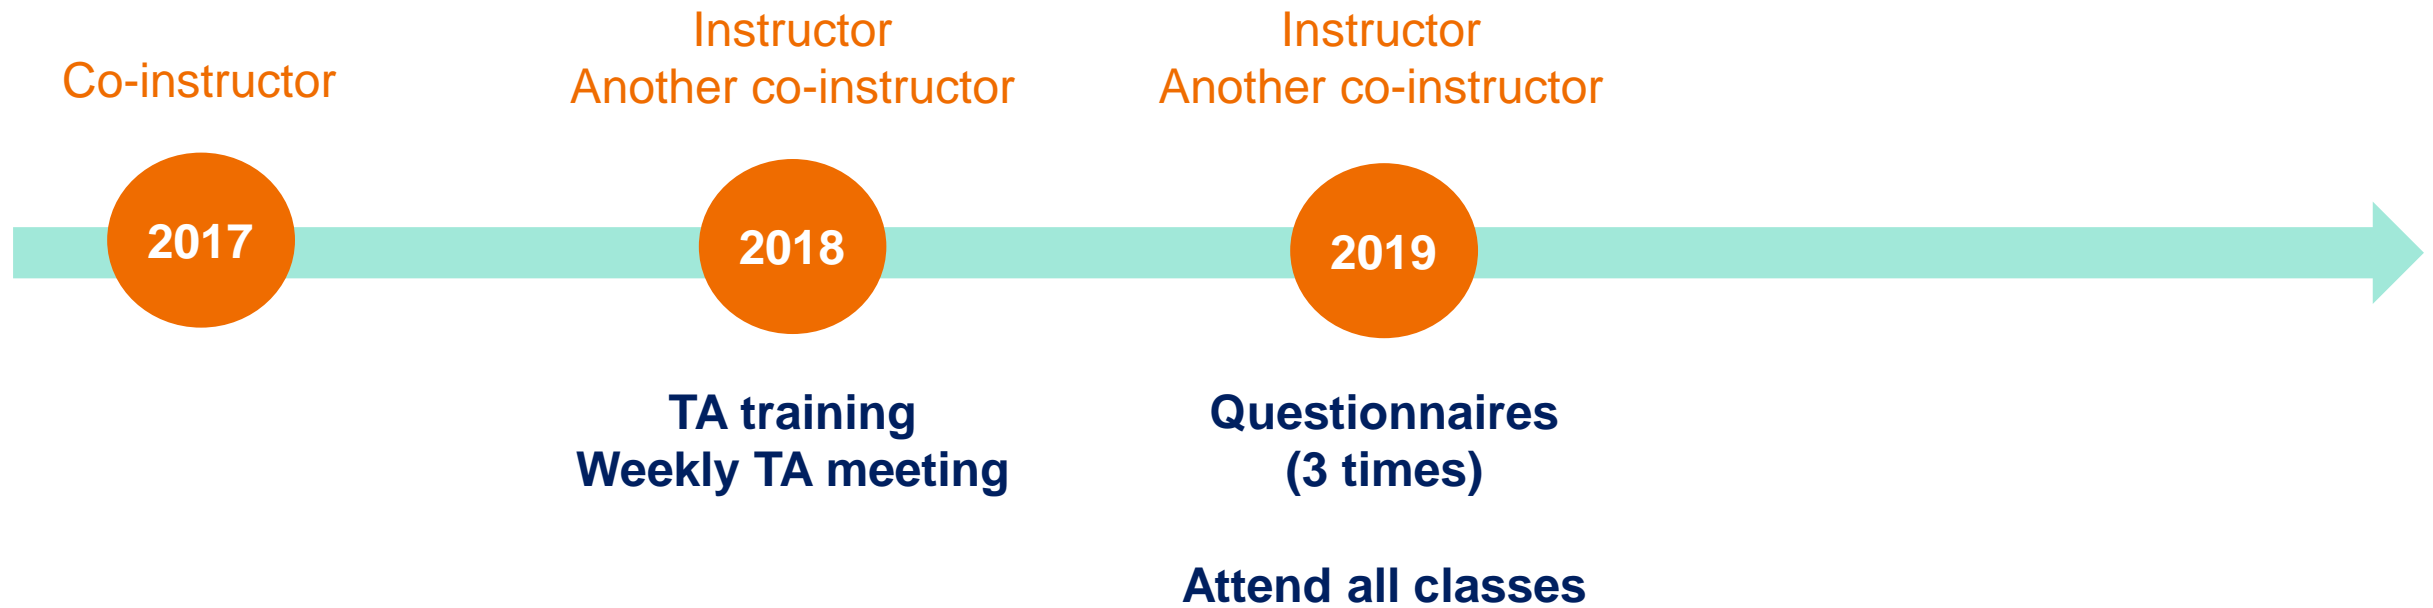 Co-instructor
Instructor
Another co-instructor
Instructor
Another co-instructor
2017
2018
2019
TA training
Weekly TA meeting
Questionnaires
(3 times)
Attend all classes